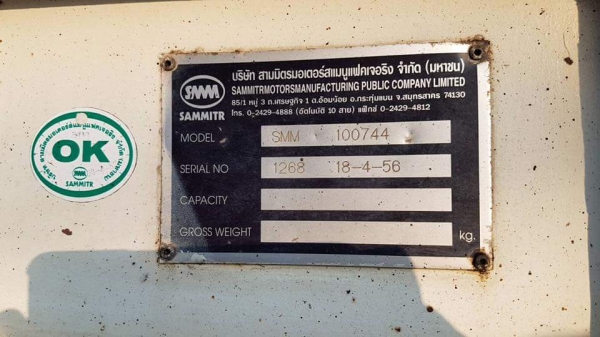 บริษัท สามมิตรมอเตอร์สแมนูแฟคเจอริง จำกัด (มหาชน)
SAMMITRMOTORSMANUFACTURING PUBLIC COMPANY LIMITED
85/1 หมู่ 3 ถ.เศรษฐกิจ 1 ต.อ้อมน้อย อ.กระทุ่มแบน จ.สมุทรสาคร 74130
โทร. 0-2429-4888 (อัตโนมัติ 10 สาย) แฟ็กซ์ 0-2429-4812
SMM
SAMMITR
MODEL SMM 100744
SERIAL NO 1268 18-4-56
CAPACITY
GROSS WEIGHT kg.
OK
SMM
SAMMITR